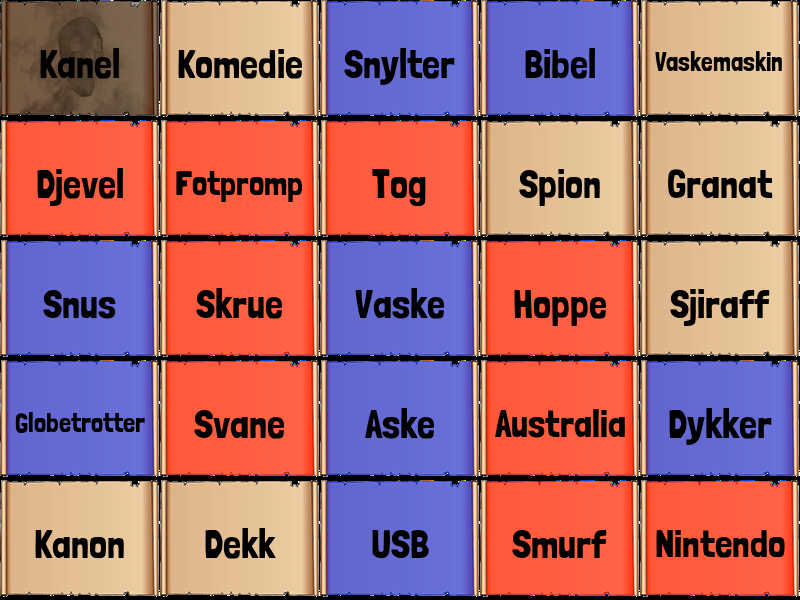 Kanel Komedie Snylter Bibel Vaskemaskin
Djevel Fotpromp Tog Spion Granat
Snus Skrue Vaske Hoppe Sjiraff
Globetrotter Svane Aske Australia Dykker
Kanon Dekk USB Smurf Nintendo